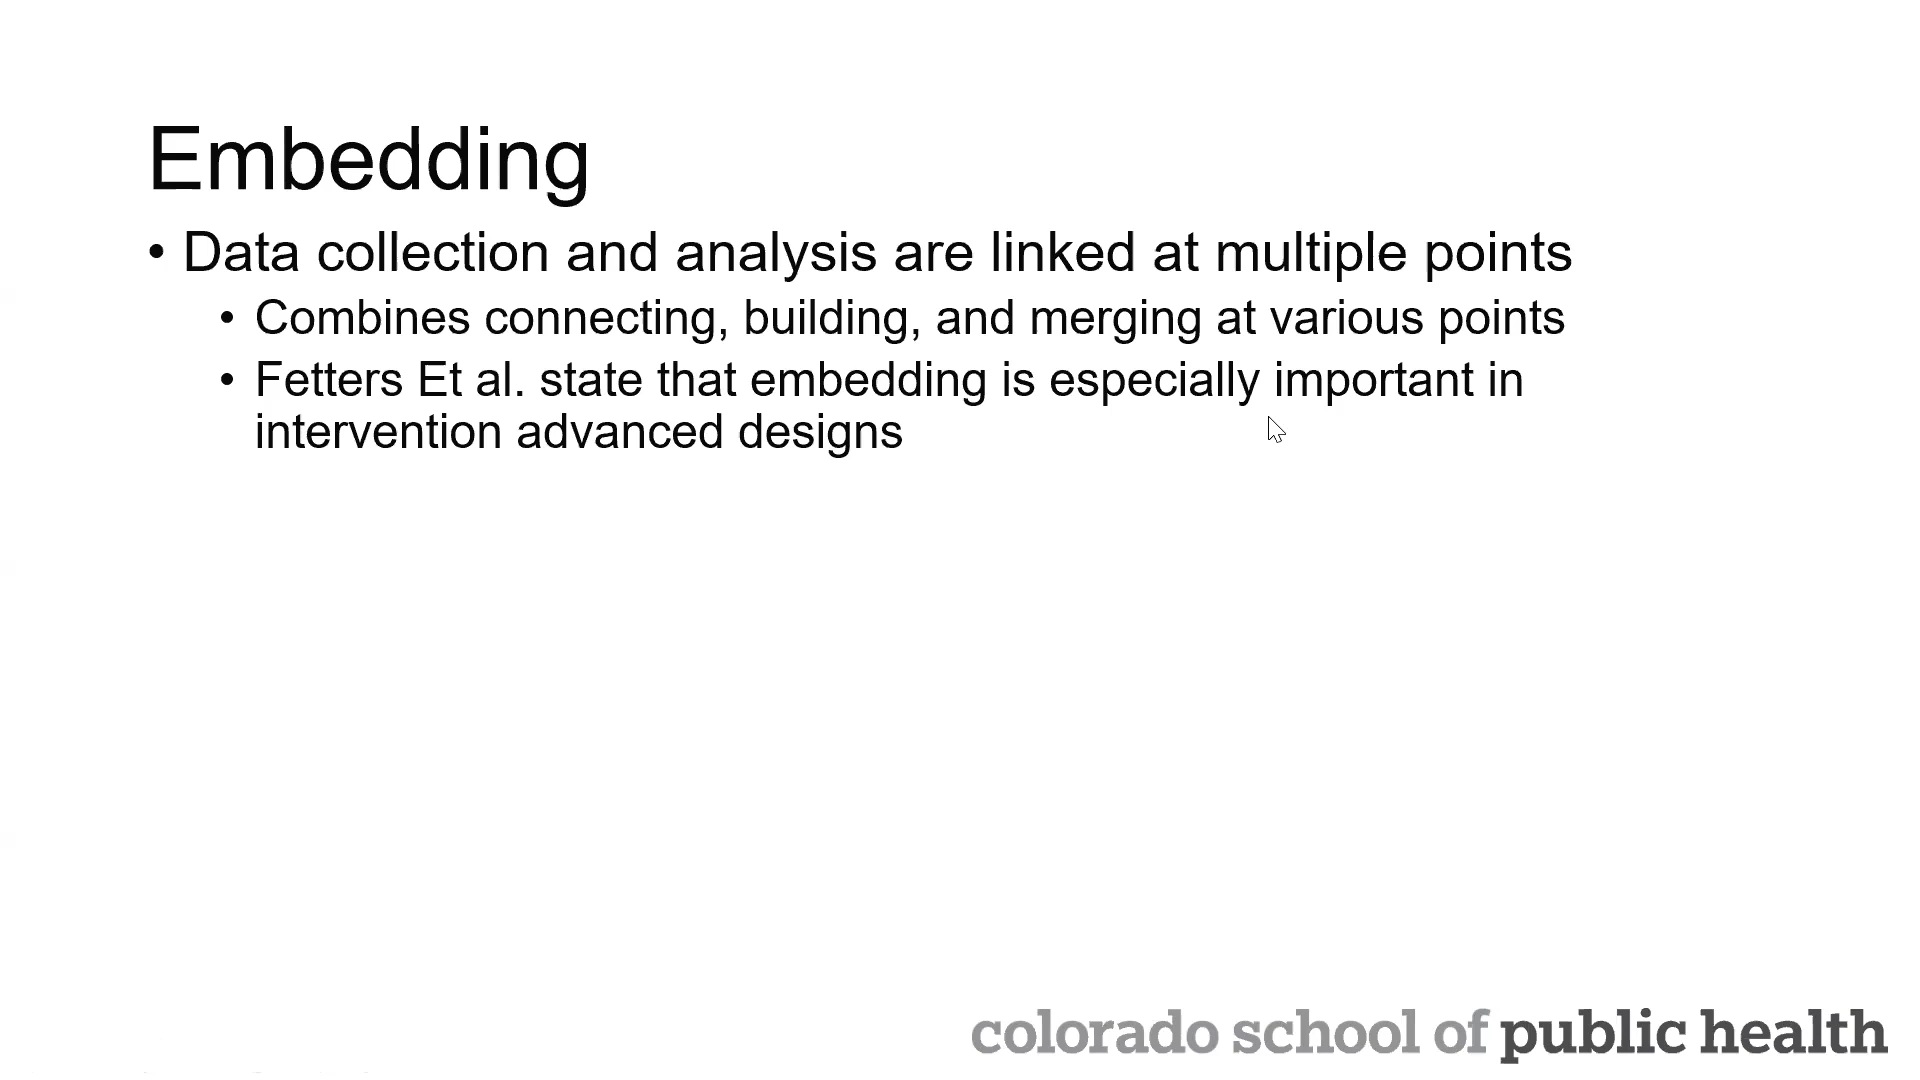 Embedding
• Data collection and analysis are linked at multiple points
• Combines connecting, building, and merging at various points
• Fetters Et al. state that embedding is especially important in
intervention advanced designs
colorado school of public health